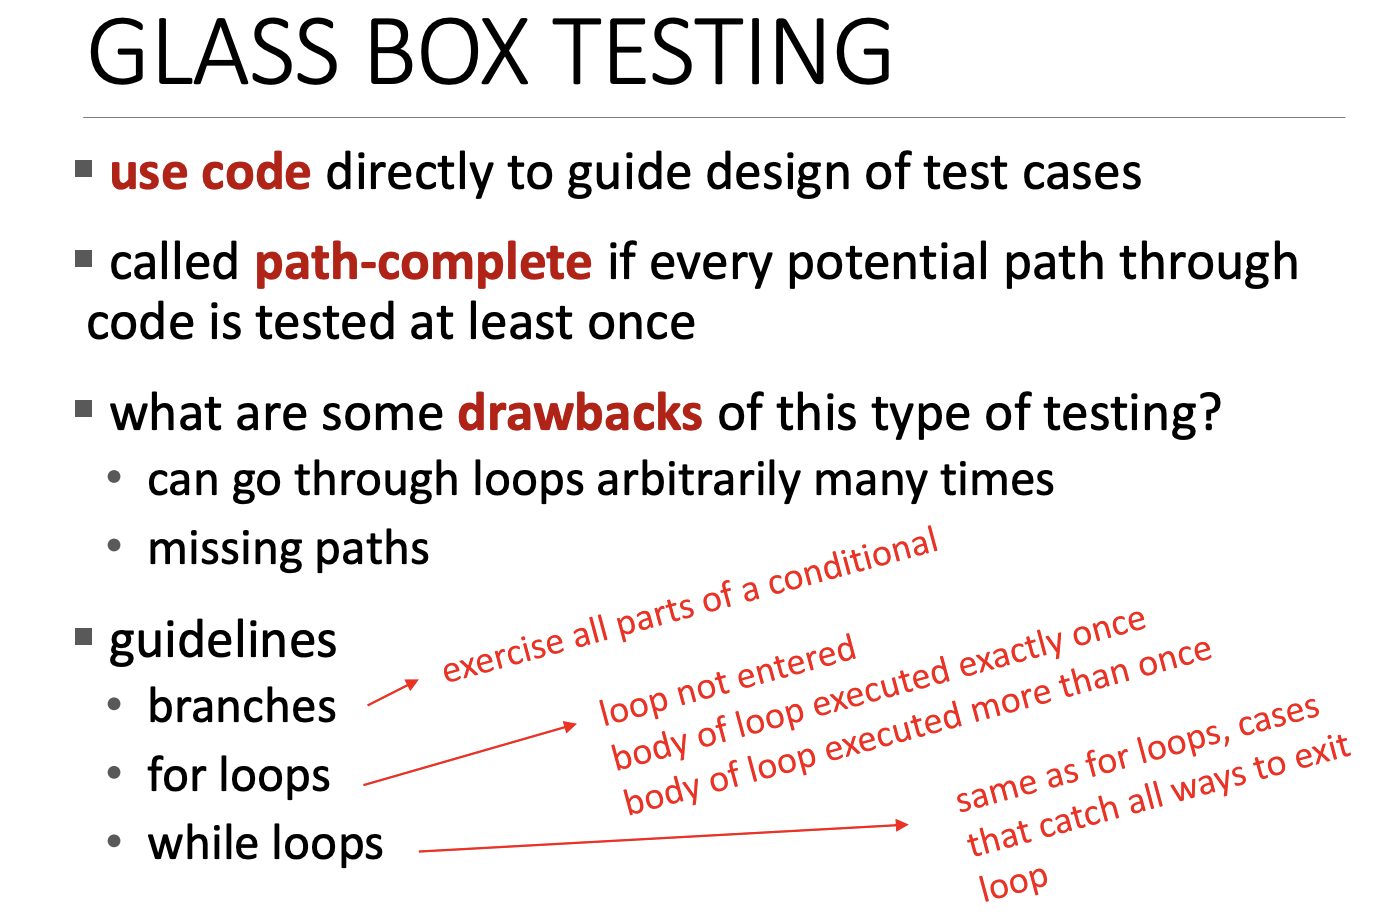 GLASS BOX TESTING
▪ use code directly to guide design of test cases
▪ called path-complete if every potential path through
code is tested at least once
▪ what are some drawbacks of this type of testing?
• can go through loops arbitrarily many times
• missing paths
▪ guidelines
• branches
exercise all parts of a conditional
• for loops
loop not entered
body of loop executed exactly once
body of loop executed more than once
• while loops
same as for loops, cases
that catch all ways to exit
loop